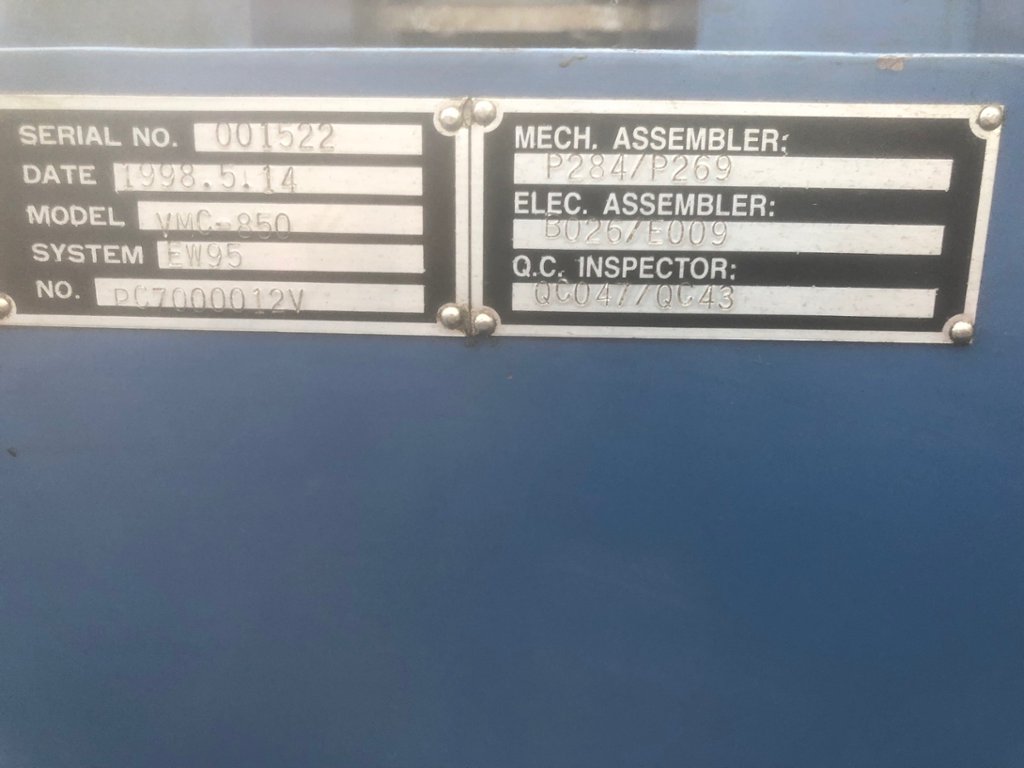 SERIAL NO. 001522
DATE 1998.5.14
MODEL VMC-850
SYSTEM EW95
NO. PC7000012V
MECH. ASSEMBLER:
P284/P269
ELEC. ASSEMBLER:
B026/E009
Q.C. INSPECTOR:
QC047/QC43